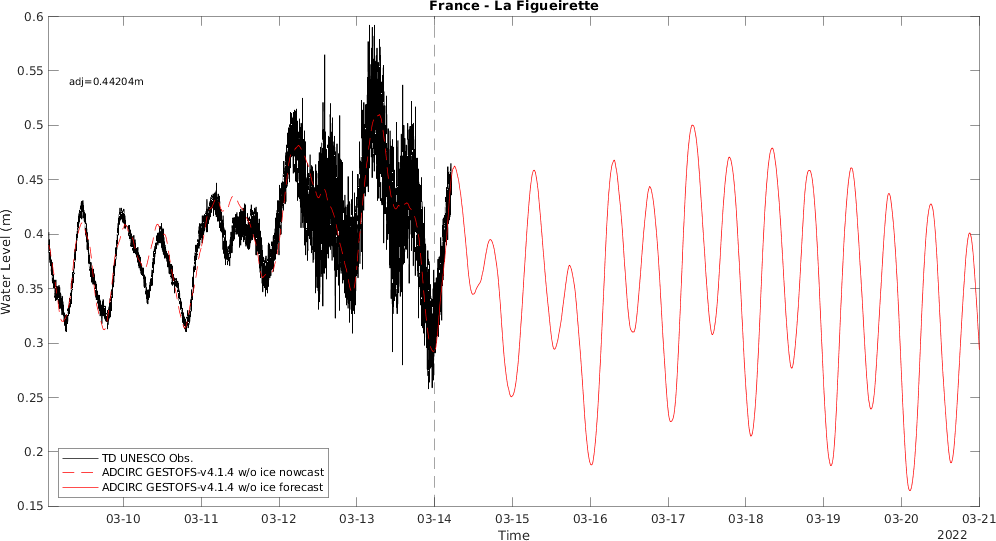 France - La Figueirette
adj=0.44204m
Water Level (m)
0.6
0.55
0.5
0.45
0.4
0.35
0.3
0.25
0.2
0.15
TD UNESCO Obs.
ADCIRC GESTOFS-v4.1.4 w/o ice nowcast
ADCIRC GESTOFS-v4.1.4 w/o ice forecast
03-10 03-11 03-12 03-13 03-14 03-15 03-16 03-17 03-18 03-19 03-20 03-21
Time
2022